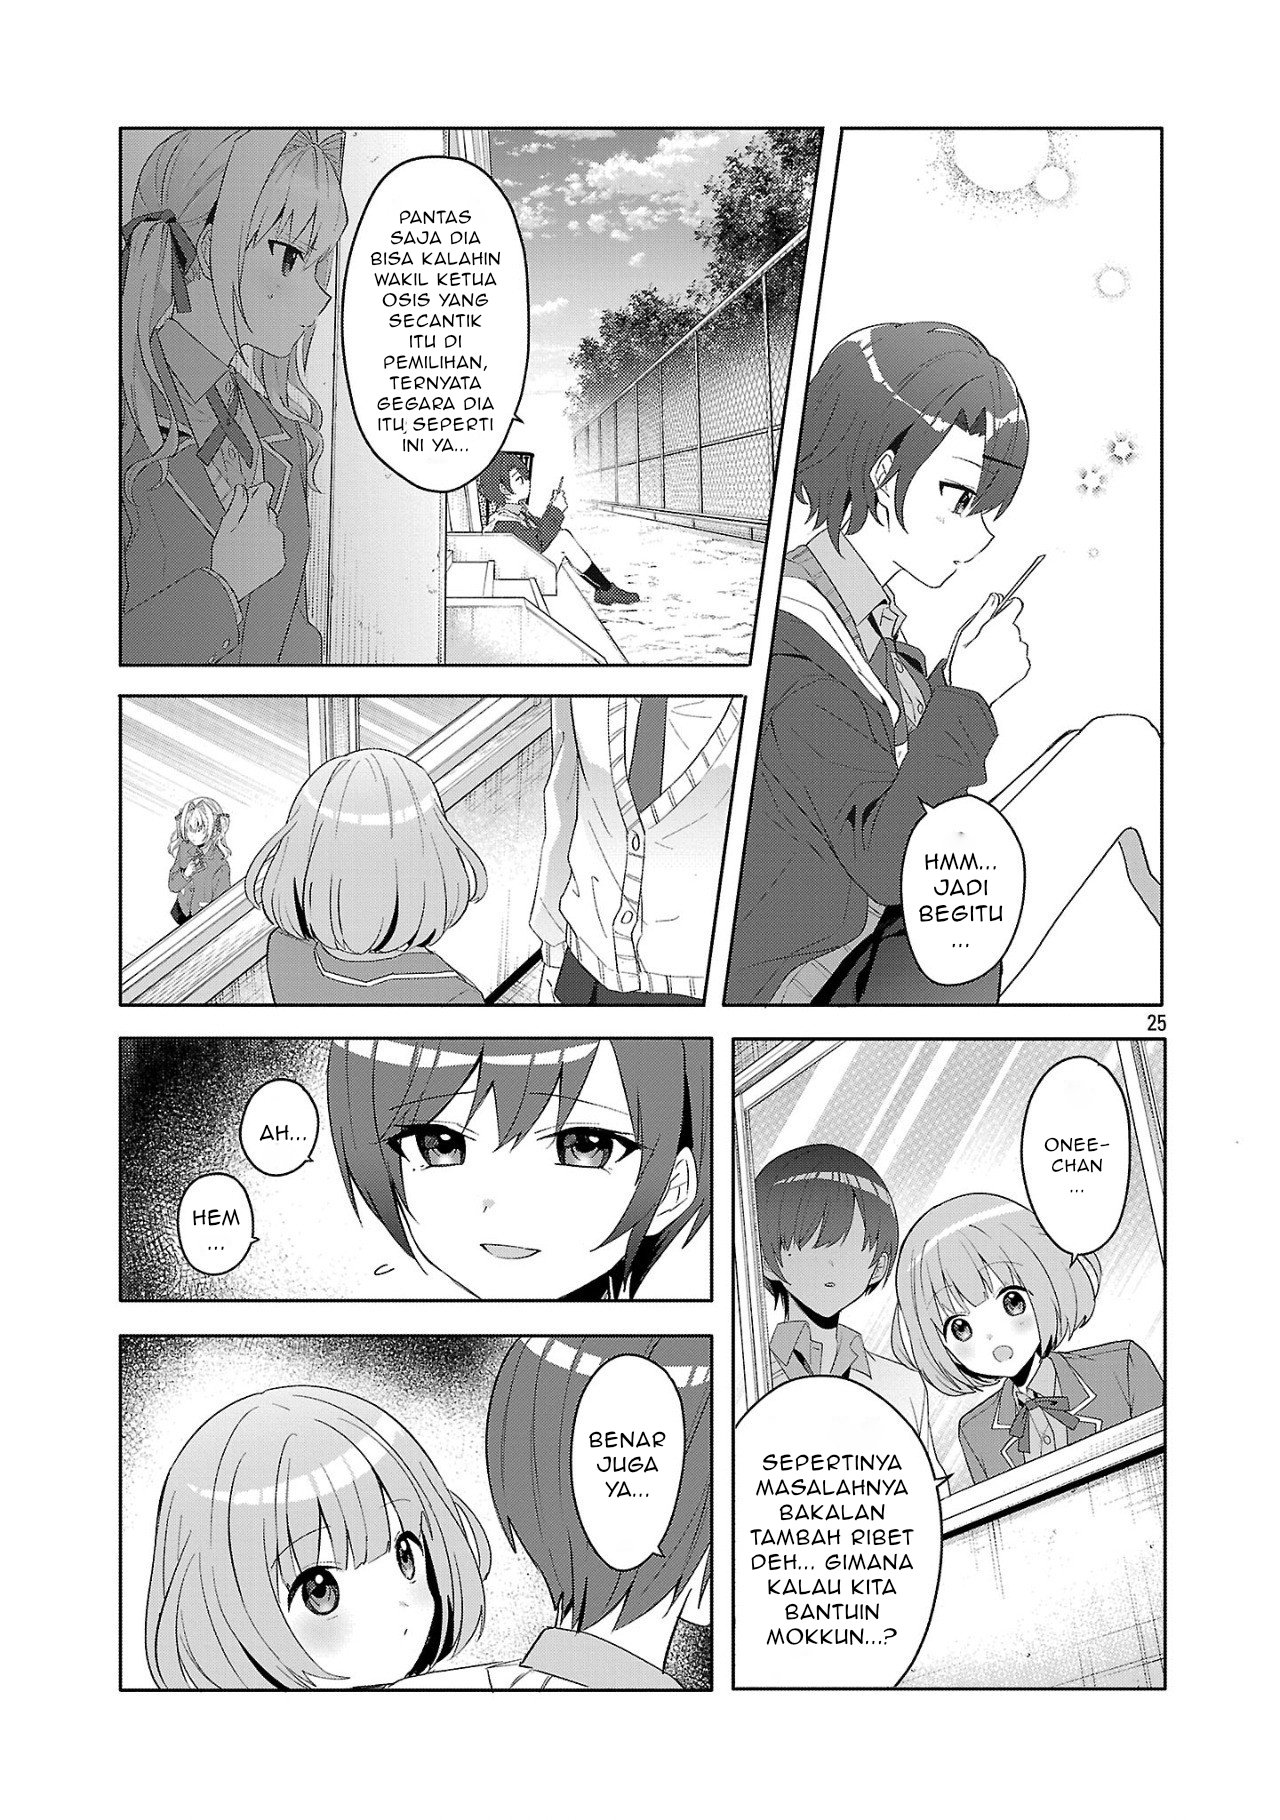 HMM...
JADI
BEGITU
...
PANTAS
SAJA DIA
BISA KALAHIN
WAKIL KETUA
OSIS YANG
SECANTIK
ITU DI
PEMILIHAN,
TERNYATA
GEGARA DIA
ITU SEPERTI
INI YA...
25
ONEE-
CHAN
...
SEPERTINYA
MASALAHNYA
BAKALAN
TAMBAH RIBET
DEH... GIMANA
KALAU KITA
BANTUIN
MOKKUN...?
AH...
HEM
...
BENAR
JUGA
YA...